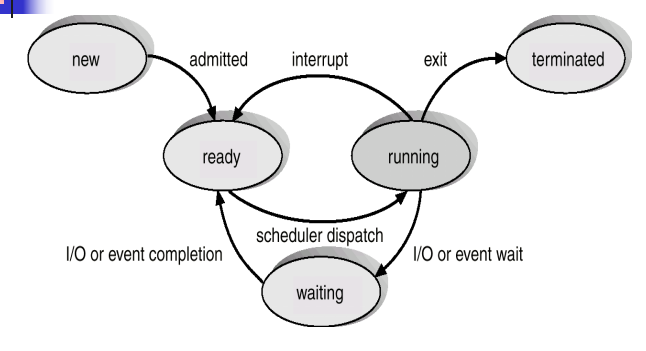 new
admitted
interrupt
exit
terminated
ready
running
scheduler dispatch
I/O or event completion
I/O or event wait
waiting